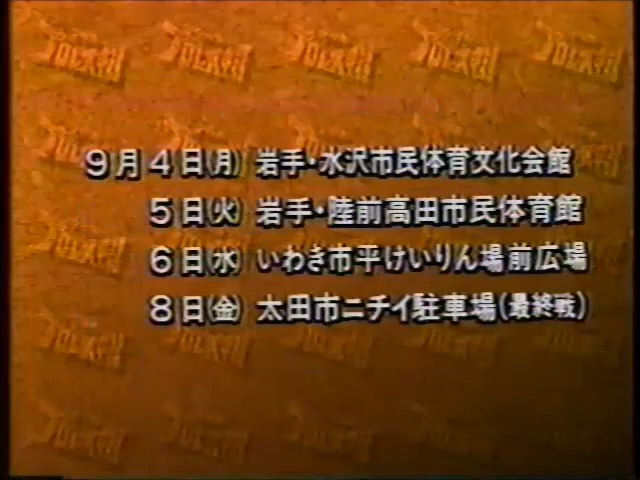 9月4日(月) 岩手・水沢市民体育文化会館
5日(火) 岩手・陸前高田市民体育館
6日(水) いわき市平けいりん場前広場
8日(金) 太田市ニチイ駐車場(最終戦)